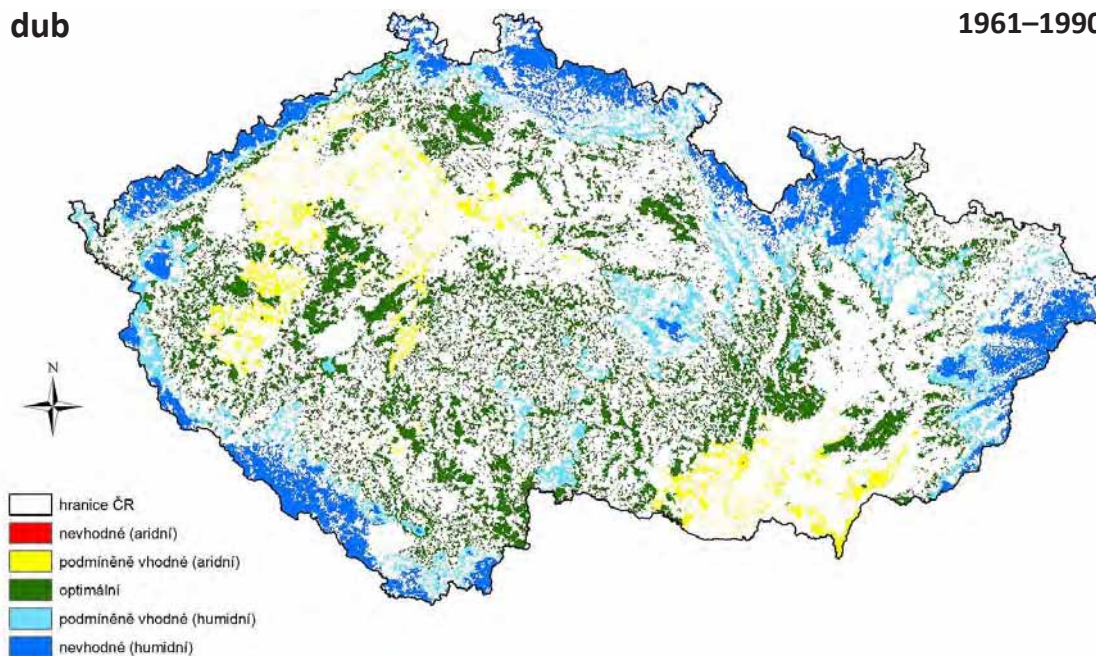 dub
1961–1990
N
hranice ČR
nevhodné (aridní)
podmíněně vhodné (aridní)
optimální
podmíněně vhodné (humidní)
nevhodné (humidní)